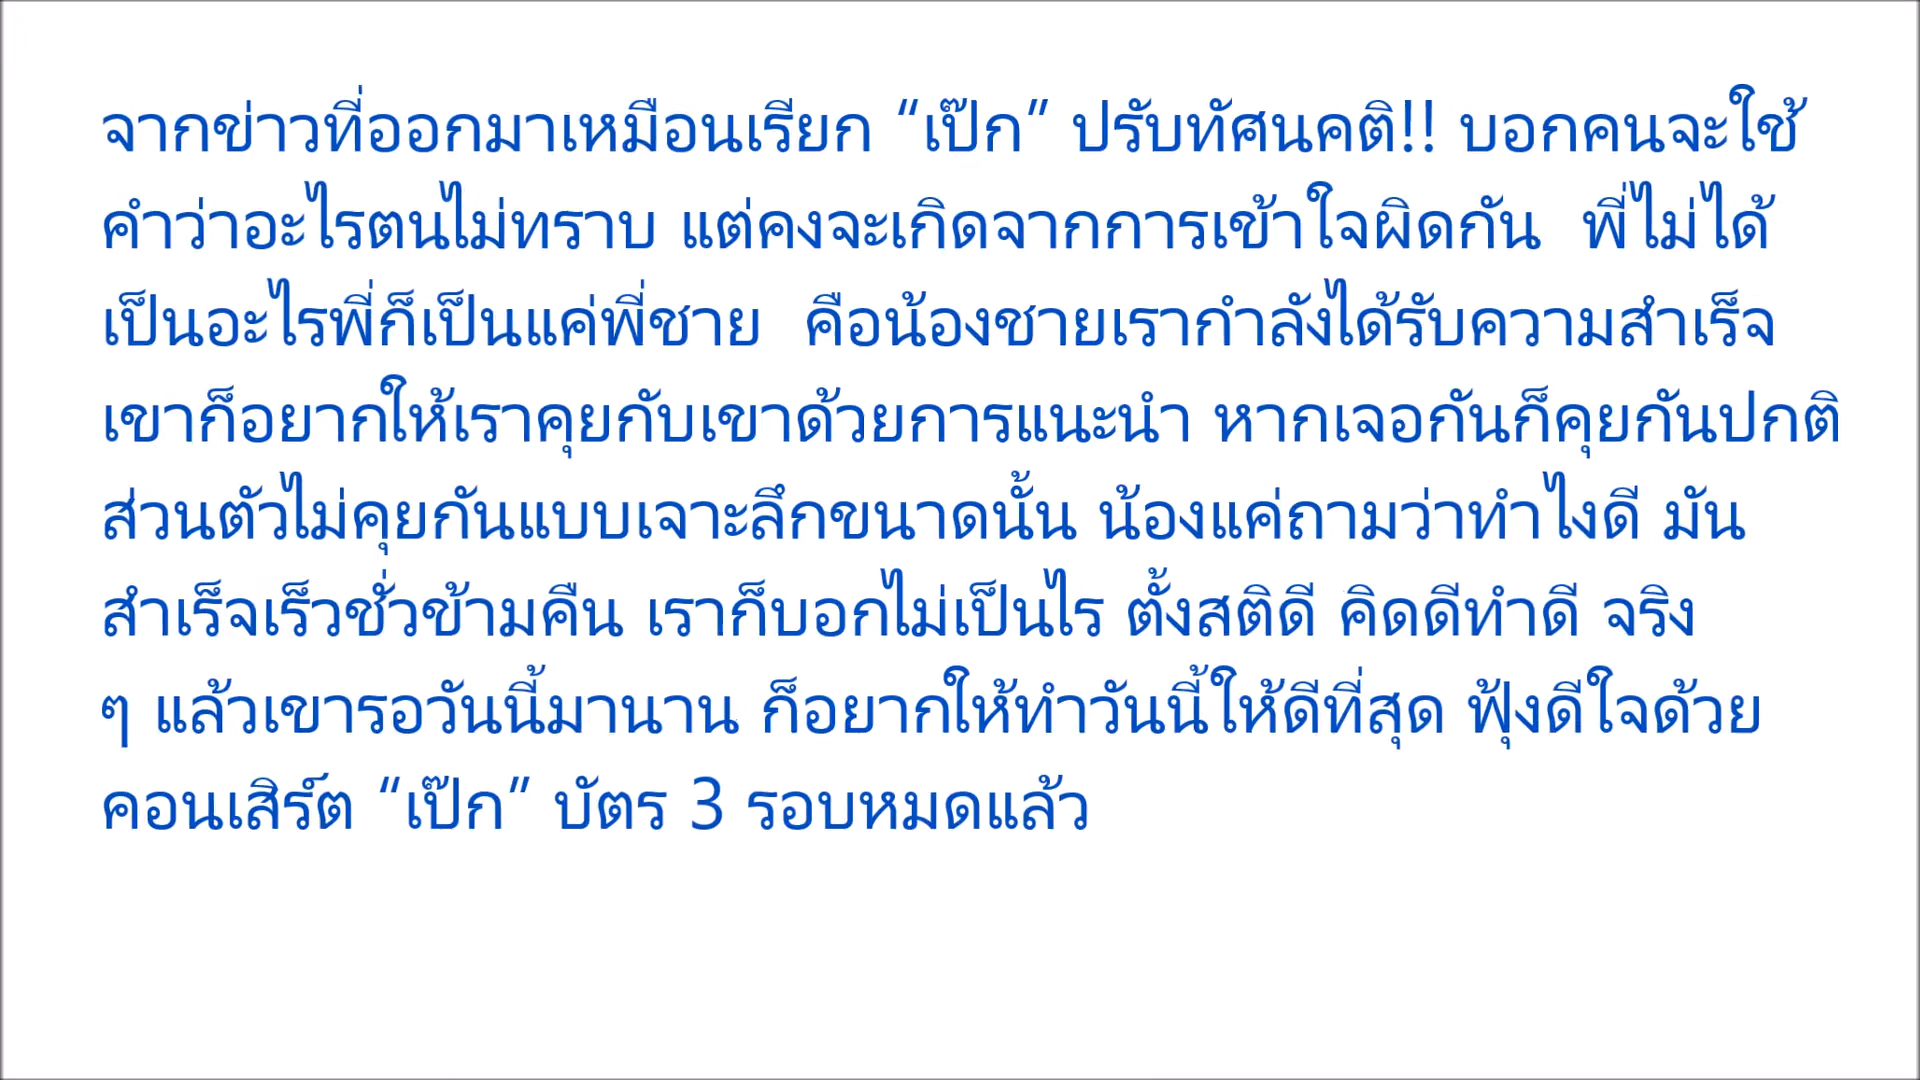 จากข่าวที่ออกมาเหมือนเรียก “เป๊ก” ปรับทัศนคติ!! บอกคนจะใช้
คำว่าอะไรตนไม่ทราบ แต่คงจะเกิดจากการเข้าใจผิดกัน  พี่ไม่ได้
เป็นอะไรพี่ก็เป็นแค่พี่ชาย  คือน้องชายเรากำลังได้รับความสำเร็จ
เขาก็อยากให้เราคุยกับเขาด้วยการแนะนำ หากเจอกันก็คุยกันปกติ
ส่วนตัวไม่คุยกันแบบเจาะลึกขนาดนั้น น้องแค่ถามว่าทำไงดี มัน
สำเร็จเร็วชั่วข้ามคืน เราก็บอกไม่เป็นไร ตั้งสติดี คิดดีทำดี จริง
ๆ แล้วเขารอวันนี้มานาน ก็อยากให้ทำวันนี้ให้ดีที่สุด ฟุ้งดีใจด้วย
คอนเสิร์ต “เป๊ก” บัตร 3 รอบหมดแล้ว